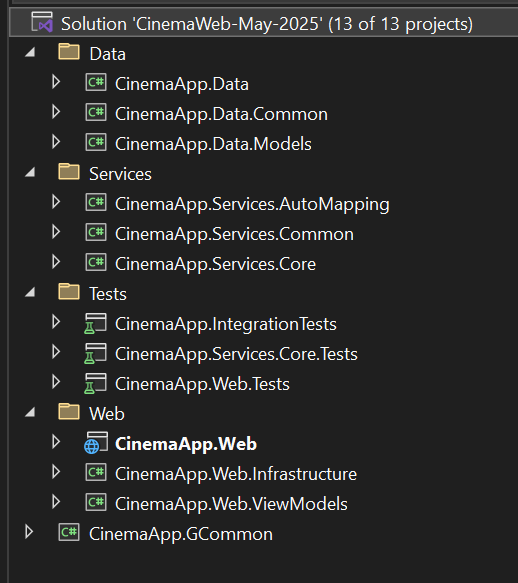 Solution 'CinemaWeb-May-2025' (13 of 13 projects)
Data
C# CinemaApp.Data
C# CinemaApp.Data.Common
C# CinemaApp.Data.Models
Services
C# CinemaApp.Services.AutoMapping
C# CinemaApp.Services.Common
C# CinemaApp.Services.Core
Tests
CinemaApp.IntegrationTests
CinemaApp.Services.Core.Tests
CinemaApp.Web.Tests
Web
CinemaApp.Web
C# CinemaApp.Web.Infrastructure
C# CinemaApp.Web.ViewModels
C# CinemaApp.GCommon